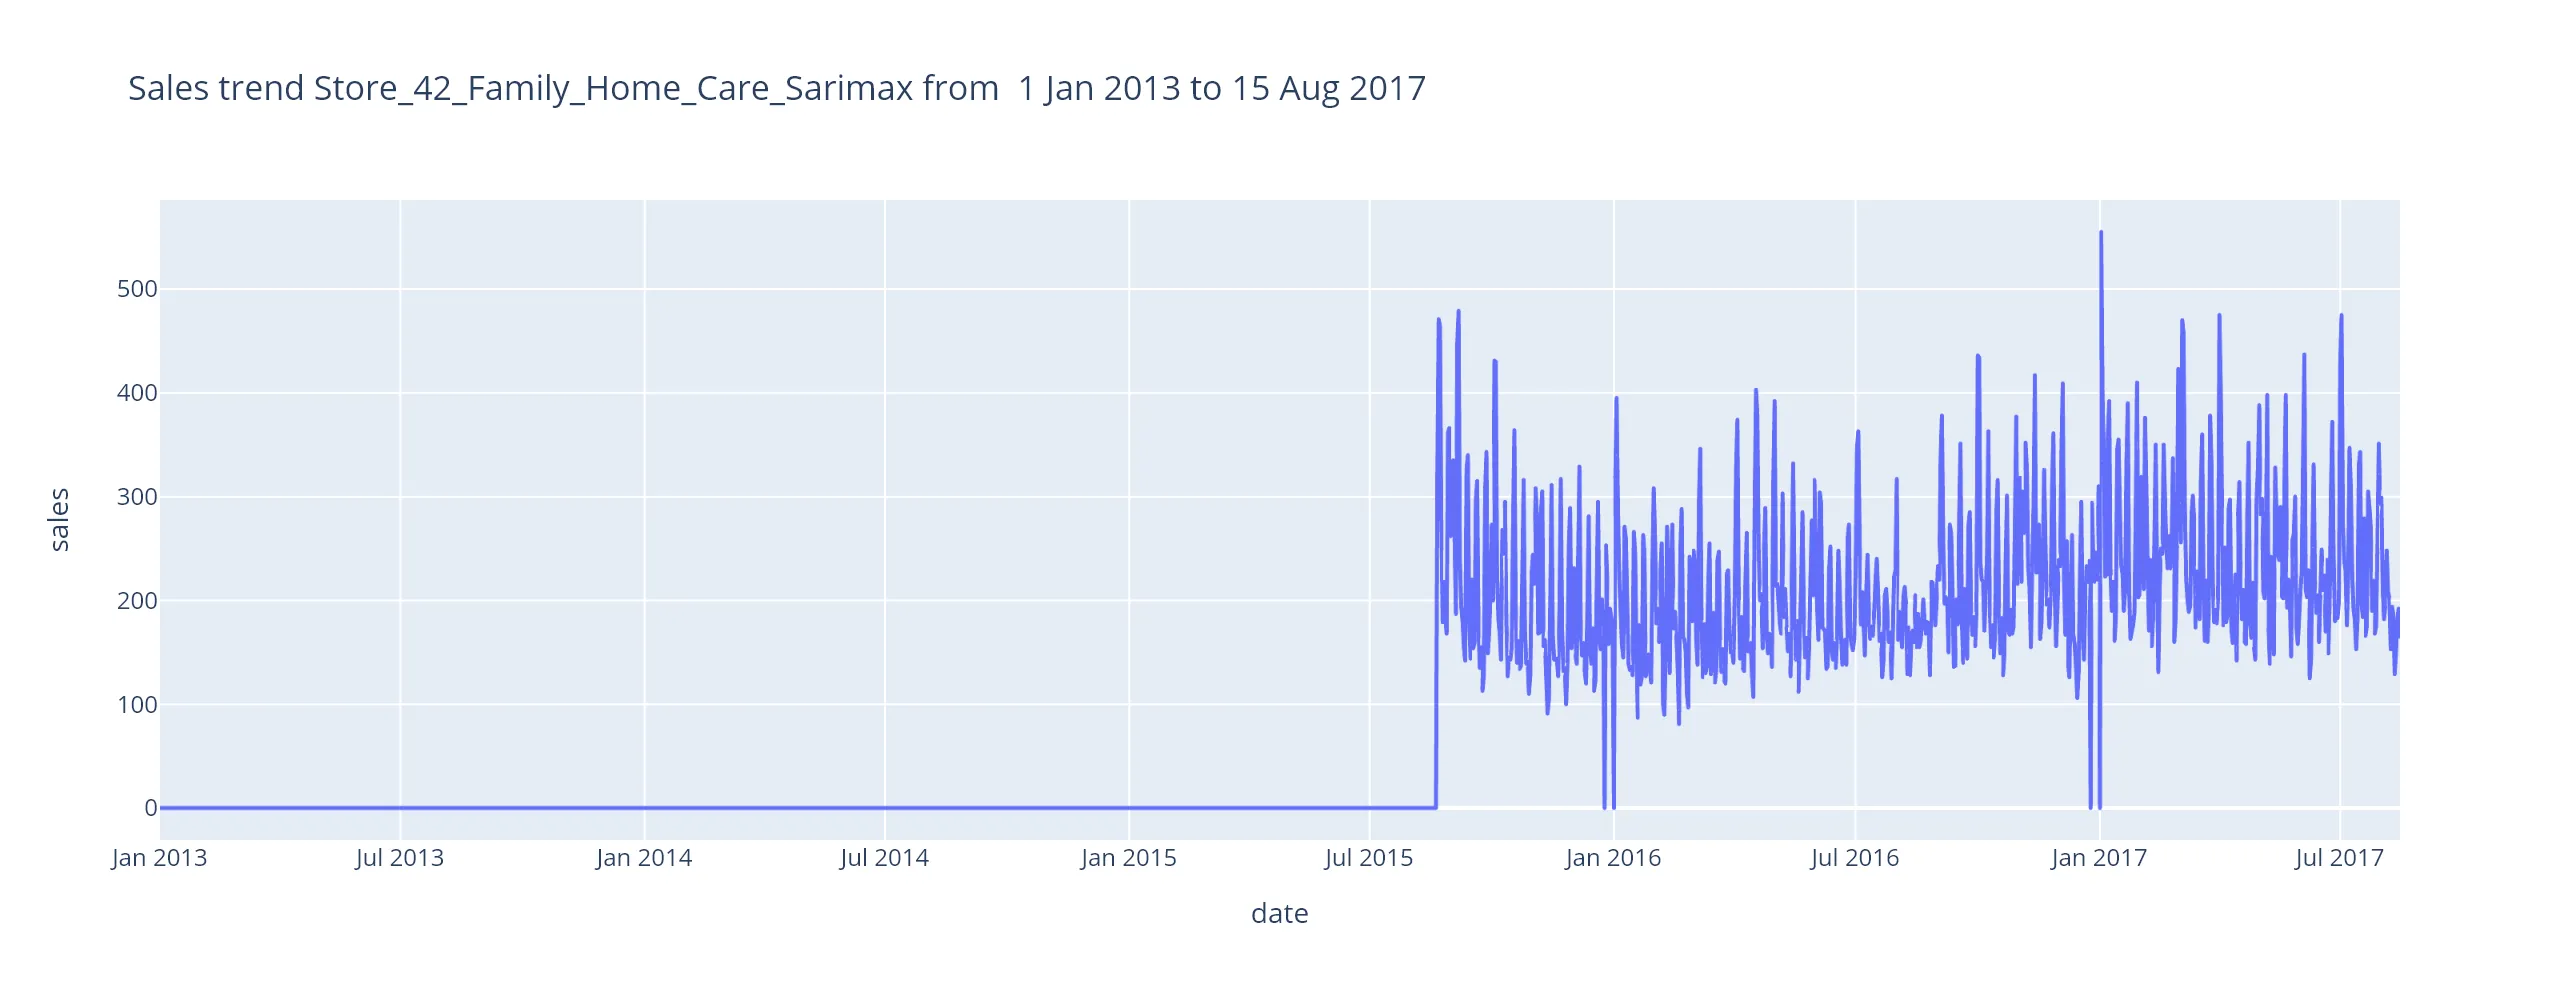 Sales trend Store_42_Family_Home_Care_Sarimax from  1 Jan 2013 to 15 Aug 2017
500
400
300
200
100
0
sales
Jan 2013 Jul 2013 Jan 2014 Jul 2014 Jan 2015 Jul 2015 Jan 2016 Jul 2016 Jan 2017 Jul 2017
date